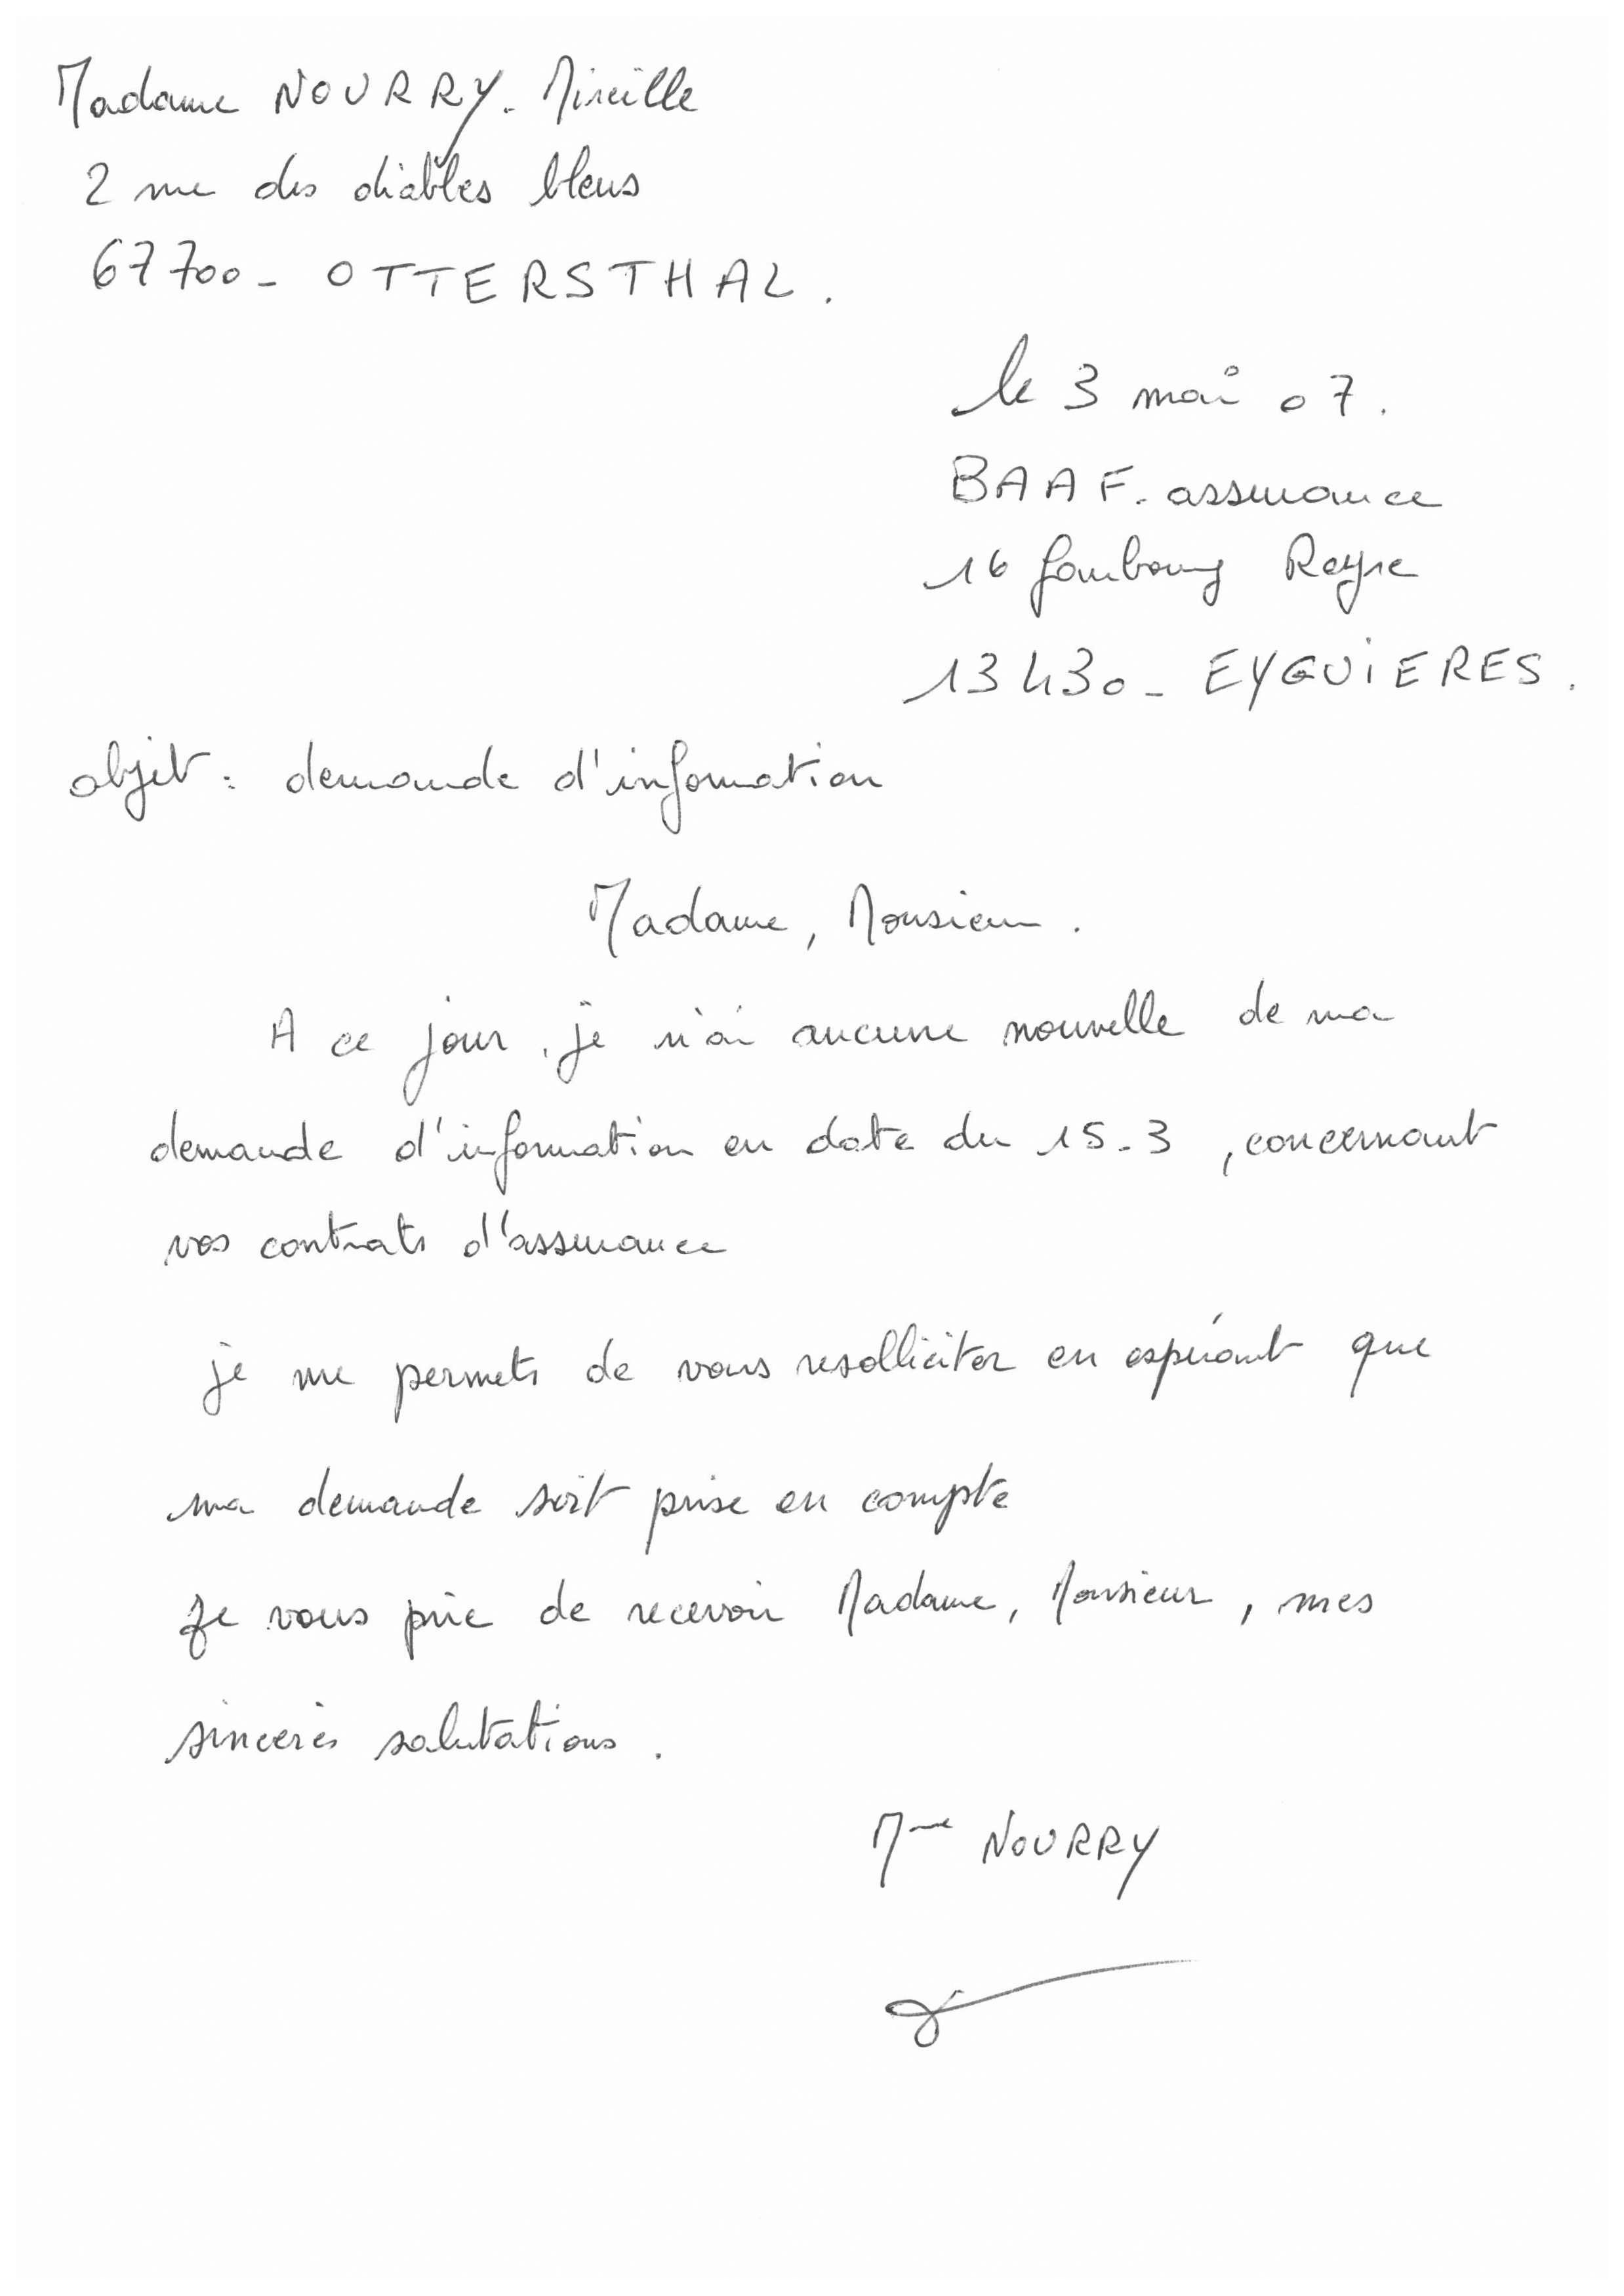 Madame NOURRY. Mireille
2 rue des diables bleus
67700 - OTTERSTHAL.
le 3 mai 07.
BAAF. assurance
16 faubourg Reyre
13430 - EYGUIERES.
objet : demande d'information
Madame, Monsieur.
A ce jour, je n'ai aucune nouvelle de ma
demande d'information en date du 15-3, concernant
vos contrats d'assurance
je me permets de vous resolliciter en espérant que
ma demande soit prise en compte
Je vous prie de recevoir Madame, Monsieur, mes
sincères salutations.
Mme NOURRY